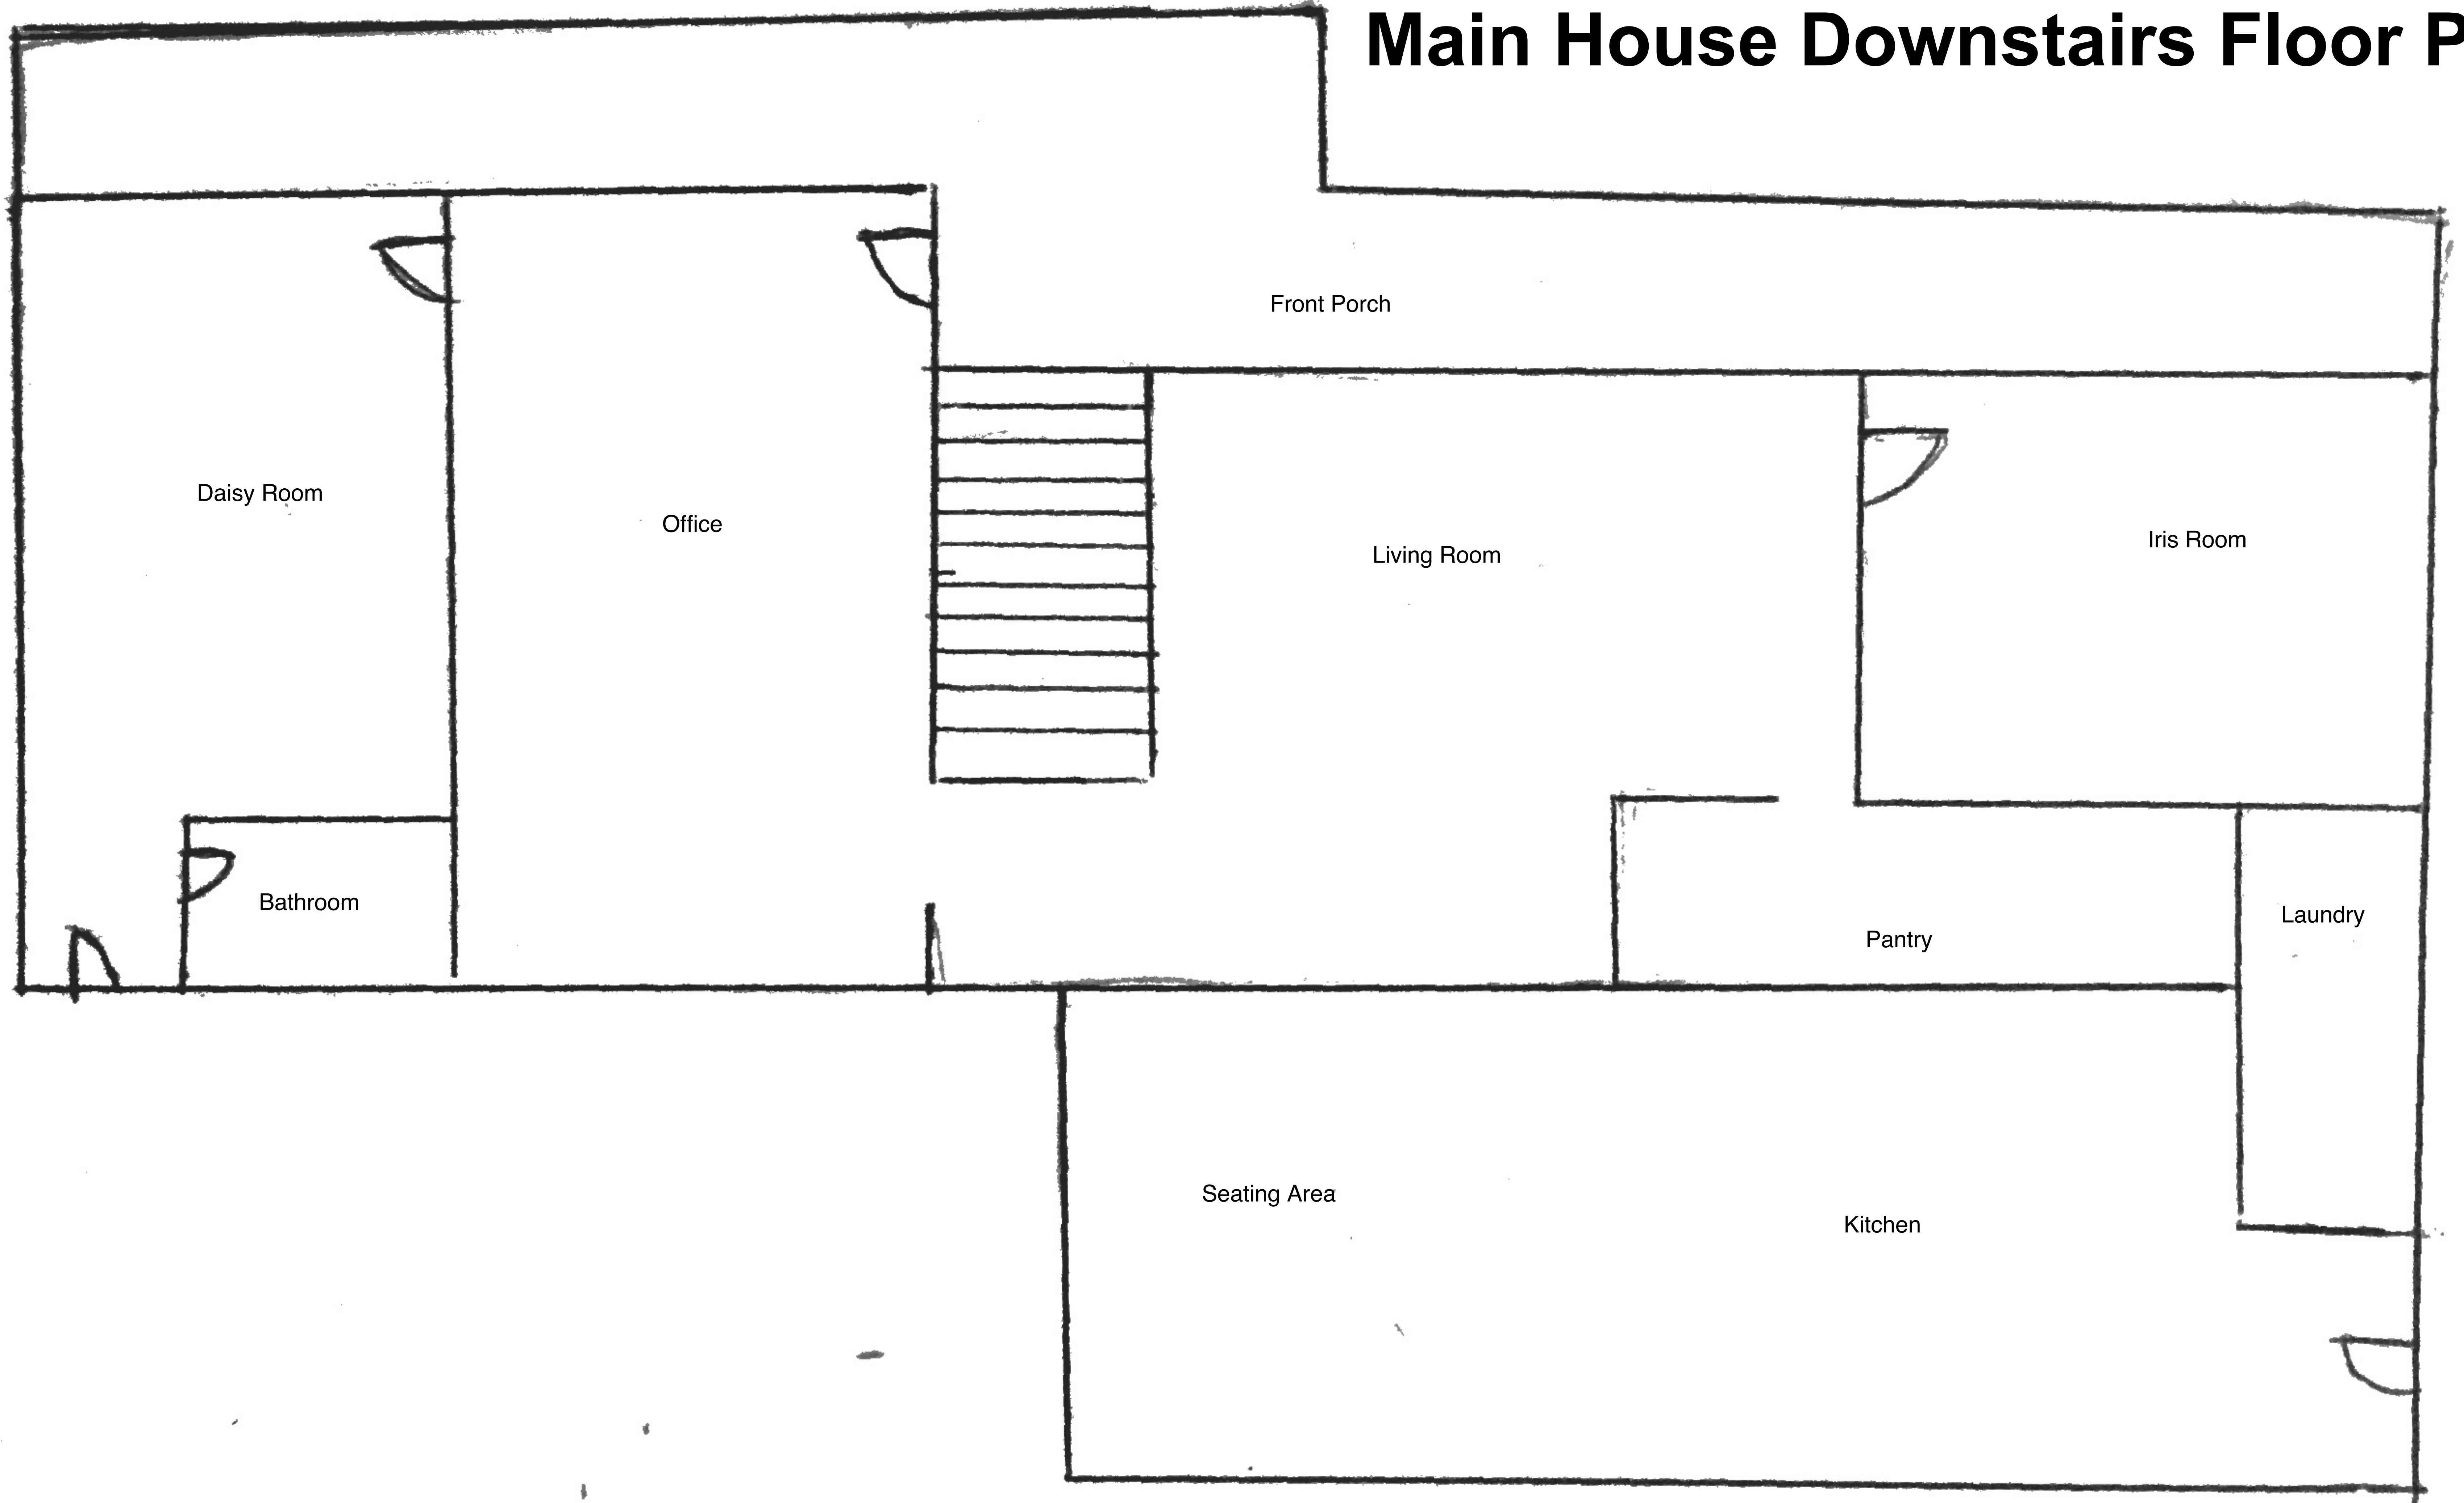 Main House Downstairs Floor P
Front Porch
Daisy Room
Office
Living Room
Iris Room
Bathroom
Pantry
Laundry
Seating Area
Kitchen